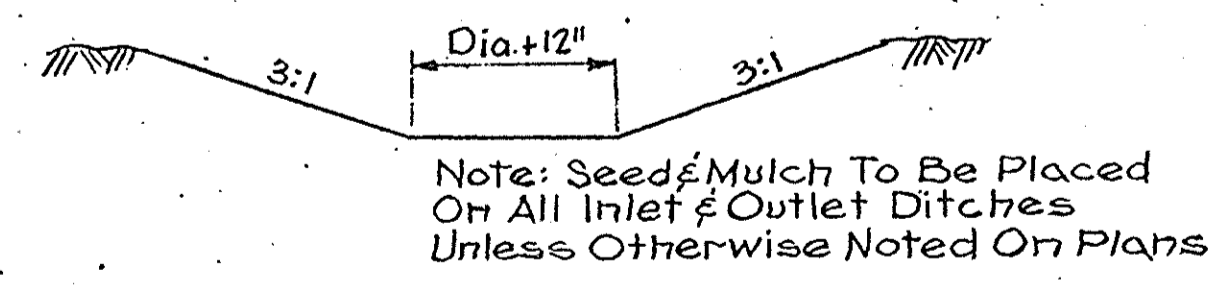 Dia.+12"
3:1
3:1
Note: Seed & Mulch To Be Placed
On All Inlet & Outlet Ditches
Unless Otherwise Noted On Plans